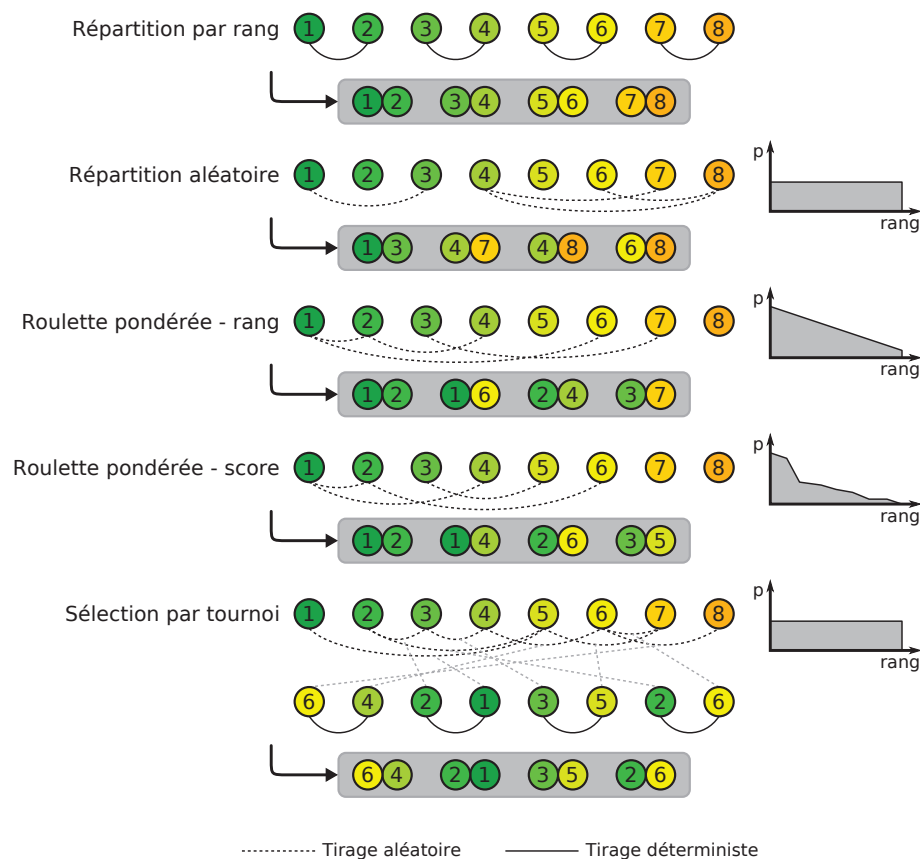 Répartition par rang 1 2 3 4 5 6 7 8
1 2 3 4 5 6 7 8
Répartition aléatoire 1 2 3 4 5 6 7 8 p
rang
1 3 4 7 4 8 6 8
Roulette pondérée - rang 1 2 3 4 5 6 7 8 p
rang
1 2 1 6 2 4 3 7
Roulette pondérée - score 1 2 3 4 5 6 7 8 p
rang
1 2 1 4 2 6 3 5
Sélection par tournoi 1 2 3 4 5 6 7 8 p
rang
6 4 2 1 3 5 2 6
6 4 2 1 3 5 2 6
Tirage aléatoire Tirage déterministe